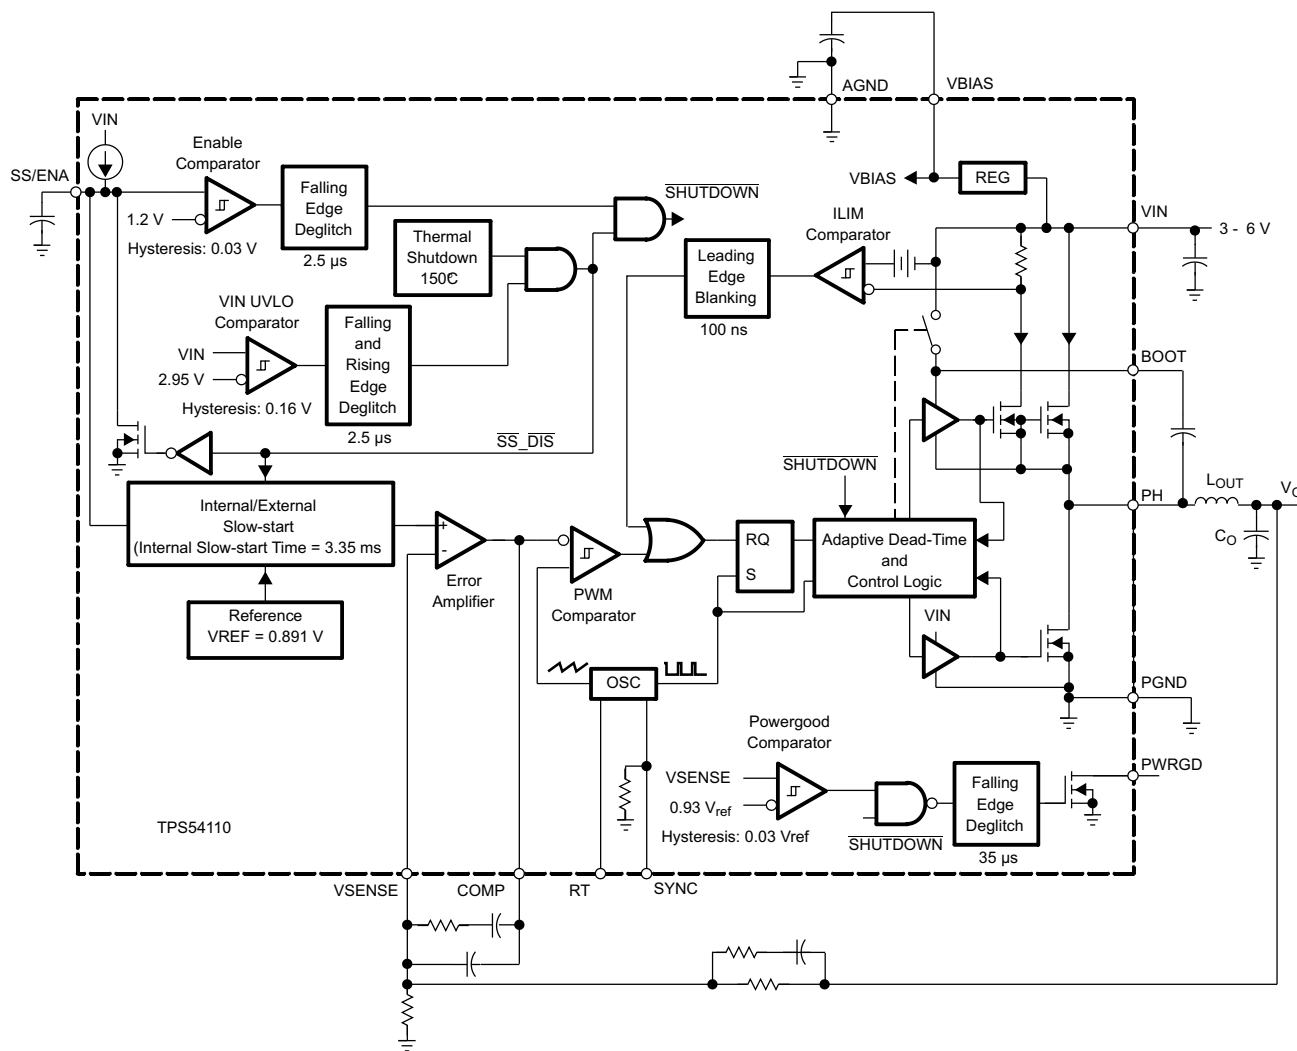 AGND
VBIAS
VIN
Enable
Comparator
SS/ENA
1.2 V
Hysteresis: 0.03 V
Falling
Edge
Deglitch
2.5 µs
SHUTDOWN
Thermal
Shutdown
150°C
VBIAS
REG
ILIM
Comparator
VIN
3 - 6 V
Leading
Edge
Blanking
100 ns
VIN UVLO
Comparator
VIN
2.95 V
Hysteresis: 0.16 V
Falling
and
Rising
Edge
Deglitch
2.5 µs
BOOT
SS_DIS
SHUTDOWN
Internal/External
Slow-start
(Internal Slow-start Time = 3.35 ms
Reference
VREF = 0.891 V
+
-
Error
Amplifier
PWM
Comparator
RQ
S
Adaptive Dead-Time
and
Control Logic
PH
LOUT
VO
CO
VIN
OSC
PGND
Powergood
Comparator
VSENSE
0.93 Vref
Hysteresis: 0.03 Vref
SHUTDOWN
Falling
Edge
Deglitch
35 µs
PWRGD
TPS54110
VSENSE
COMP
RT
SYNC